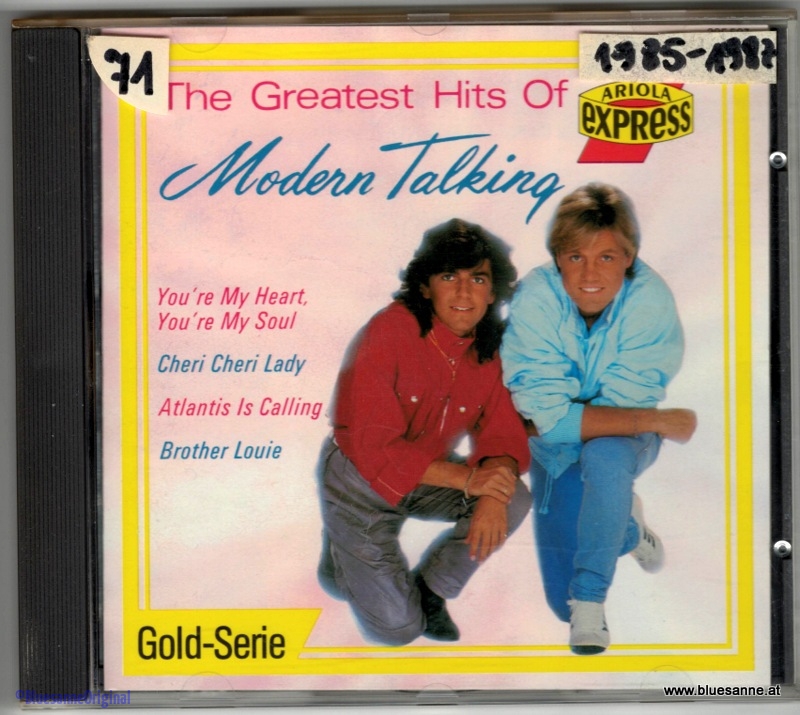 71
1985-1987
The Greatest Hits Of
ARIOLA
eXPRESS
Modern Talking
You're My Heart,
You're My Soul
Cheri Cheri Lady
Atlantis Is Calling
Brother Louie
Gold-Serie
©BluesanneOriginal
www.bluesanne.at